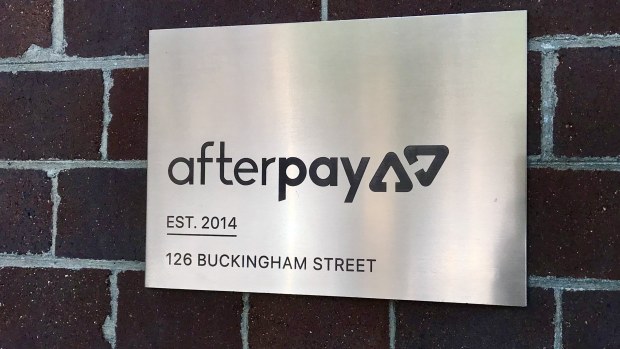 afterpay
EST. 2014
126 BUCKINGHAM STREET